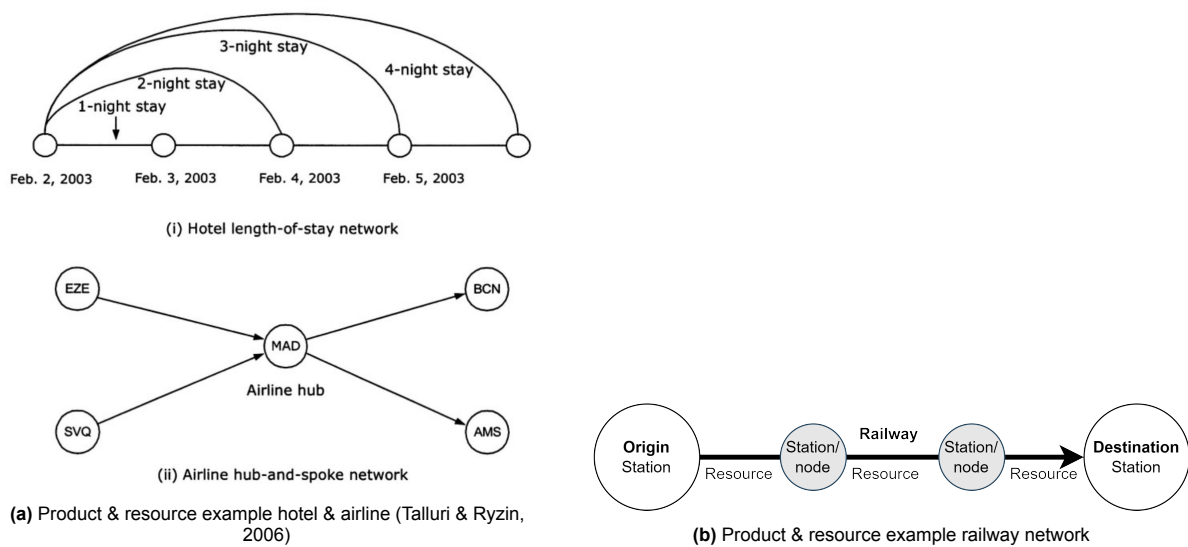 3-night stay
4-night stay
2-night stay
1-night stay
Feb. 2, 2003
Feb. 3, 2003
Feb. 4, 2003
Feb. 5, 2003
(i) Hotel length-of-stay network
EZE
BCN
MAD
Airline hub
SVQ
AMS
(ii) Airline hub-and-spoke network
(a) Product & resource example hotel & airline (Talluri & Ryzin,
2006)
Origin
Station
Resource
Station/
node
Railway
Resource
Station/
node
Resource
Destination
Station
(b) Product & resource example railway network